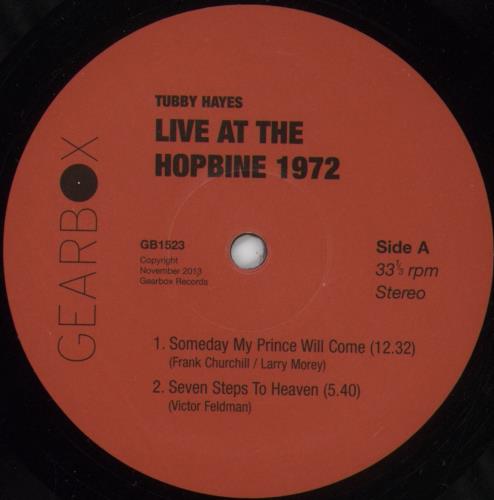 TUBBY HAYES
LIVE AT THE
HOPBINE 1972
GEARBOX
GB1523
Copyright
November 2013
Gearbox Records
Side A
33⅓ rpm
Stereo
1. Someday My Prince Will Come (12.32)
(Frank Churchill / Larry Morey)
2. Seven Steps To Heaven (5.40)
(Victor Feldman)